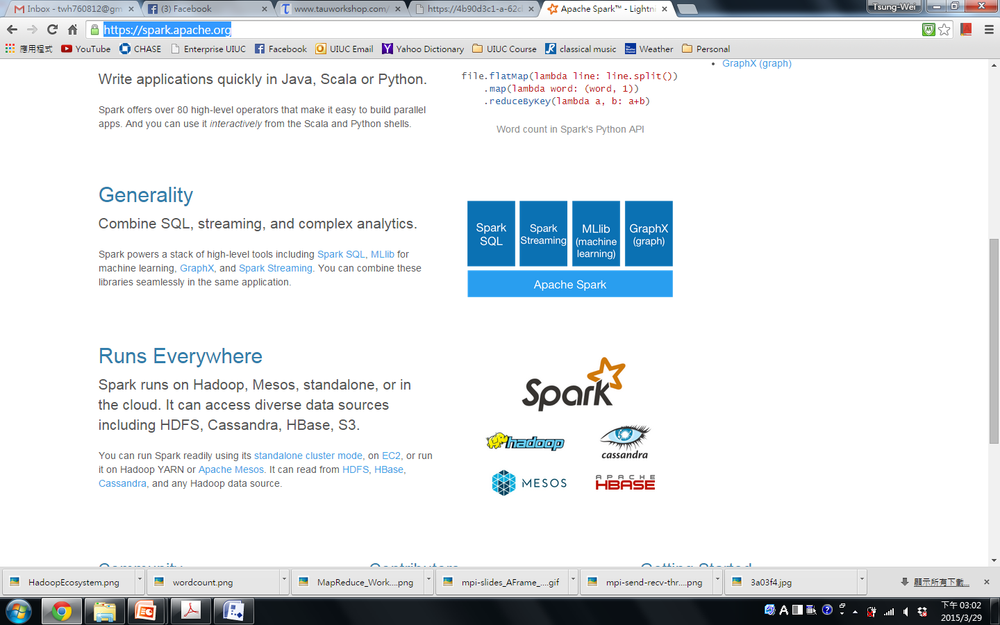 Inbox - twh760812@gm
(3) Facebook
www.tauworkshop.com/
https://4b90d3c1-a-62c
Apache Spark™ - Lightni
Tsung-Wei
https://spark.apache.org
應用程式
YouTube
CHASE
Enterprise UIUC
Facebook
UIUC Email
Yahoo Dictionary
UIUC Course
classical music
Weather
Personal
Write applications quickly in Java, Scala or Python.
Spark offers over 80 high-level operators that make it easy to build parallel
apps. And you can use it interactively from the Scala and Python shells.
file.flatMap(lambda line: line.split())
.map(lambda word: (word, 1))
.reduceByKey(lambda a, b: a+b)
Word count in Spark's Python API
GraphX (graph)
Generality
Combine SQL, streaming, and complex analytics.
Spark powers a stack of high-level tools including Spark SQL, MLlib for
machine learning, GraphX, and Spark Streaming. You can combine these
libraries seamlessly in the same application.
Spark
SQL
Spark
Streaming
MLlib
(machine
learning)
GraphX
(graph)
Apache Spark
Runs Everywhere
Spark runs on Hadoop, Mesos, standalone, or in
the cloud. It can access diverse data sources
including HDFS, Cassandra, HBase, S3.
You can run Spark readily using its standalone cluster mode, on EC2, or run
it on Hadoop YARN or Apache Mesos. It can read from HDFS, HBase,
Cassandra, and any Hadoop data source.
Spark
hadoop
cassandra
MESOS
APACHE
HBASE
Community
Contributors
Getting Started
HadoopEcosystem.png
wordcount.png
MapReduce_Work....png
mpi-slides_AFrame_....gif
mpi-send-recv-thr....png
3a03f4.jpg
顯示所有下載...
下午 03:02
2015/3/29